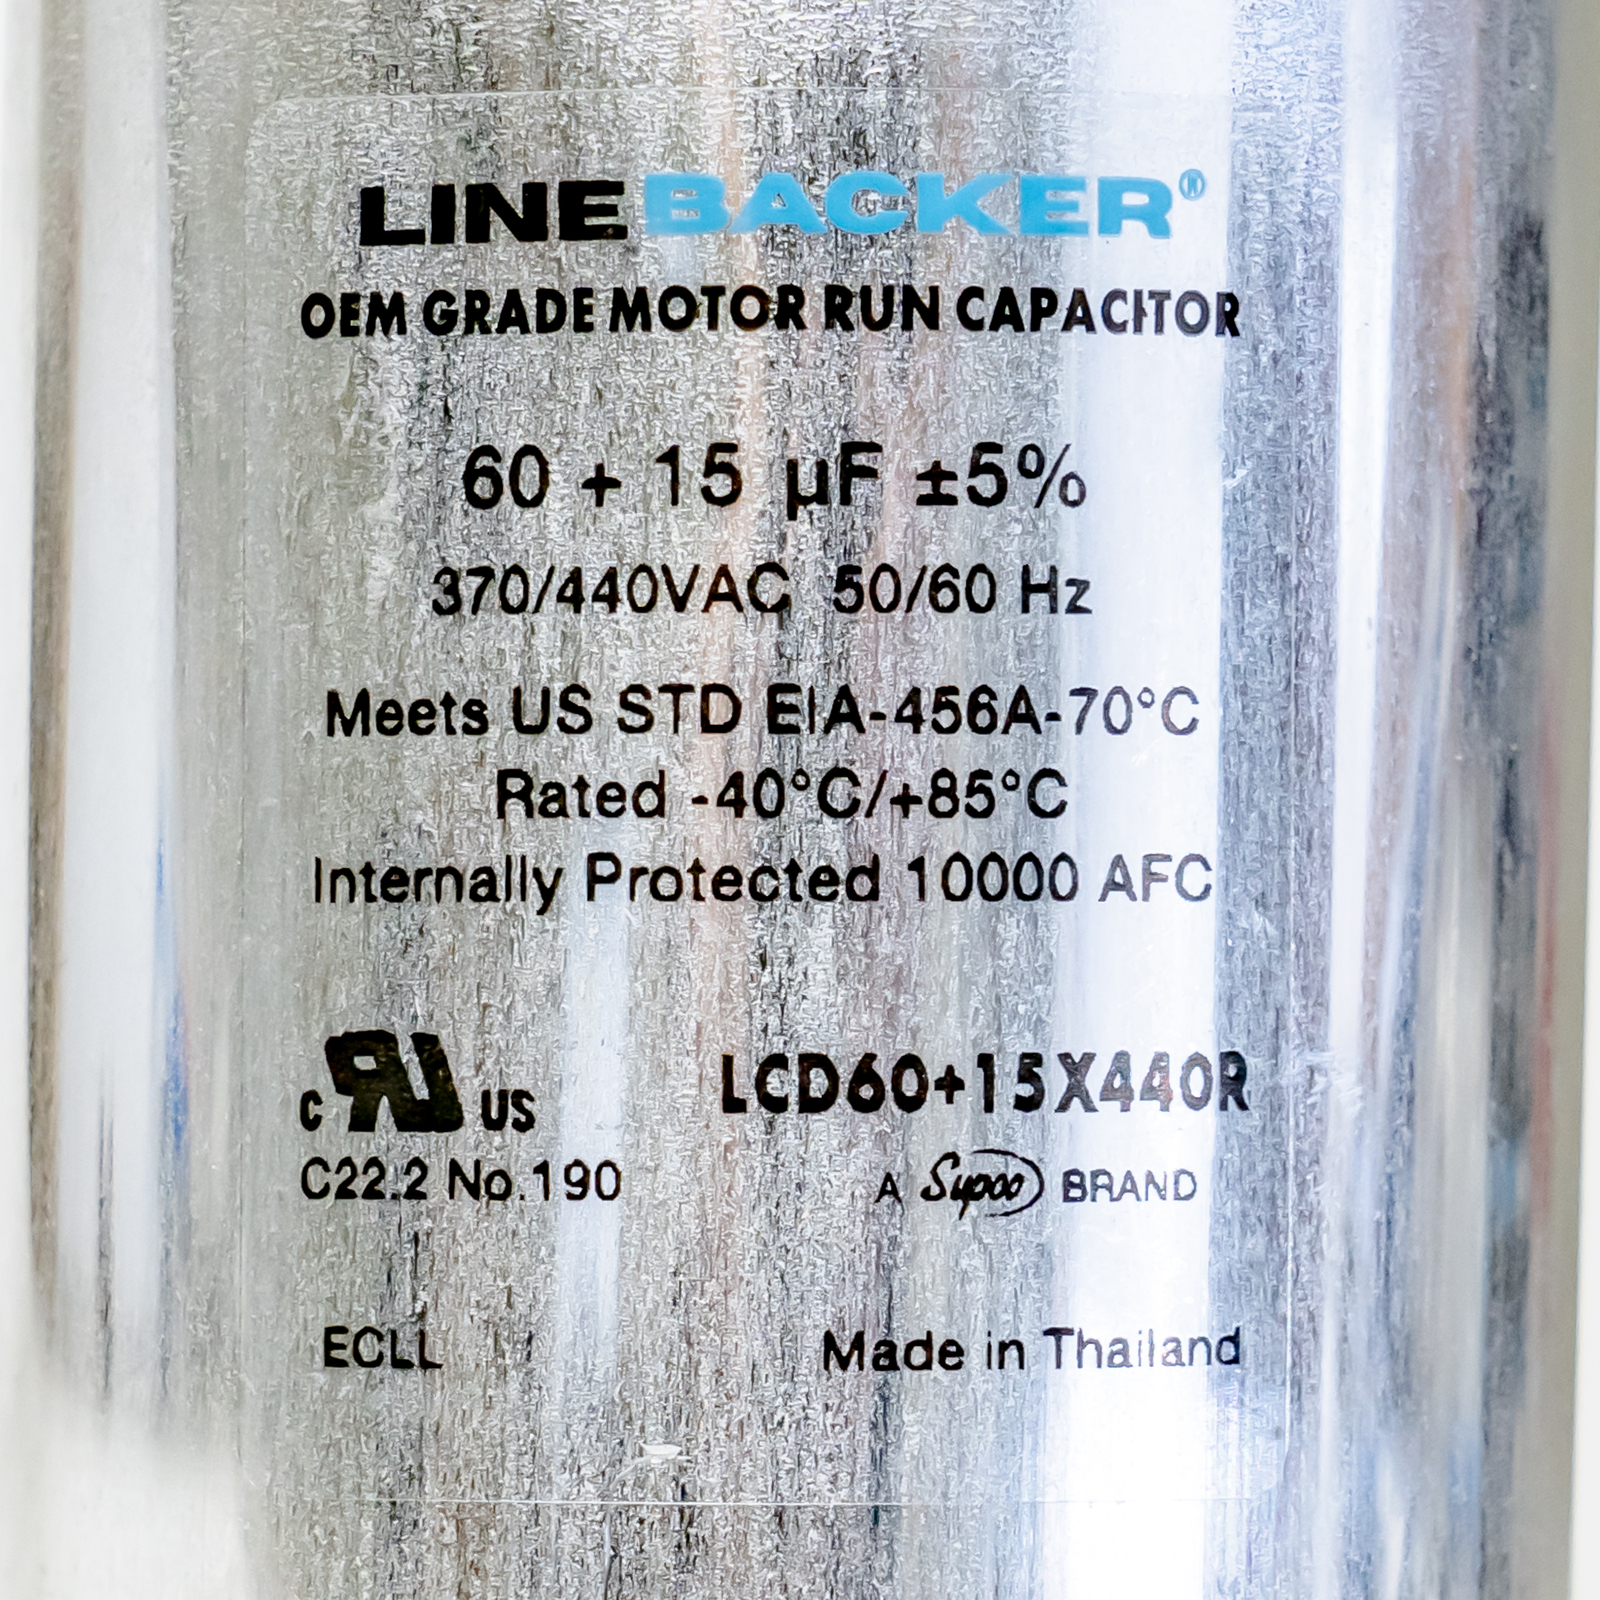 LINEBACKER®
OEM GRADE MOTOR RUN CAPACITOR
60 + 15 µF ±5%
370/440VAC 50/60 Hz
Meets US STD EIA-456A-70°C
Rated -40°C/+85°C
Internally Protected 10000 AFC
c RU US
LCD60+15X440R
C22.2 No.190
A Supco BRAND
ECLL
Made in Thailand